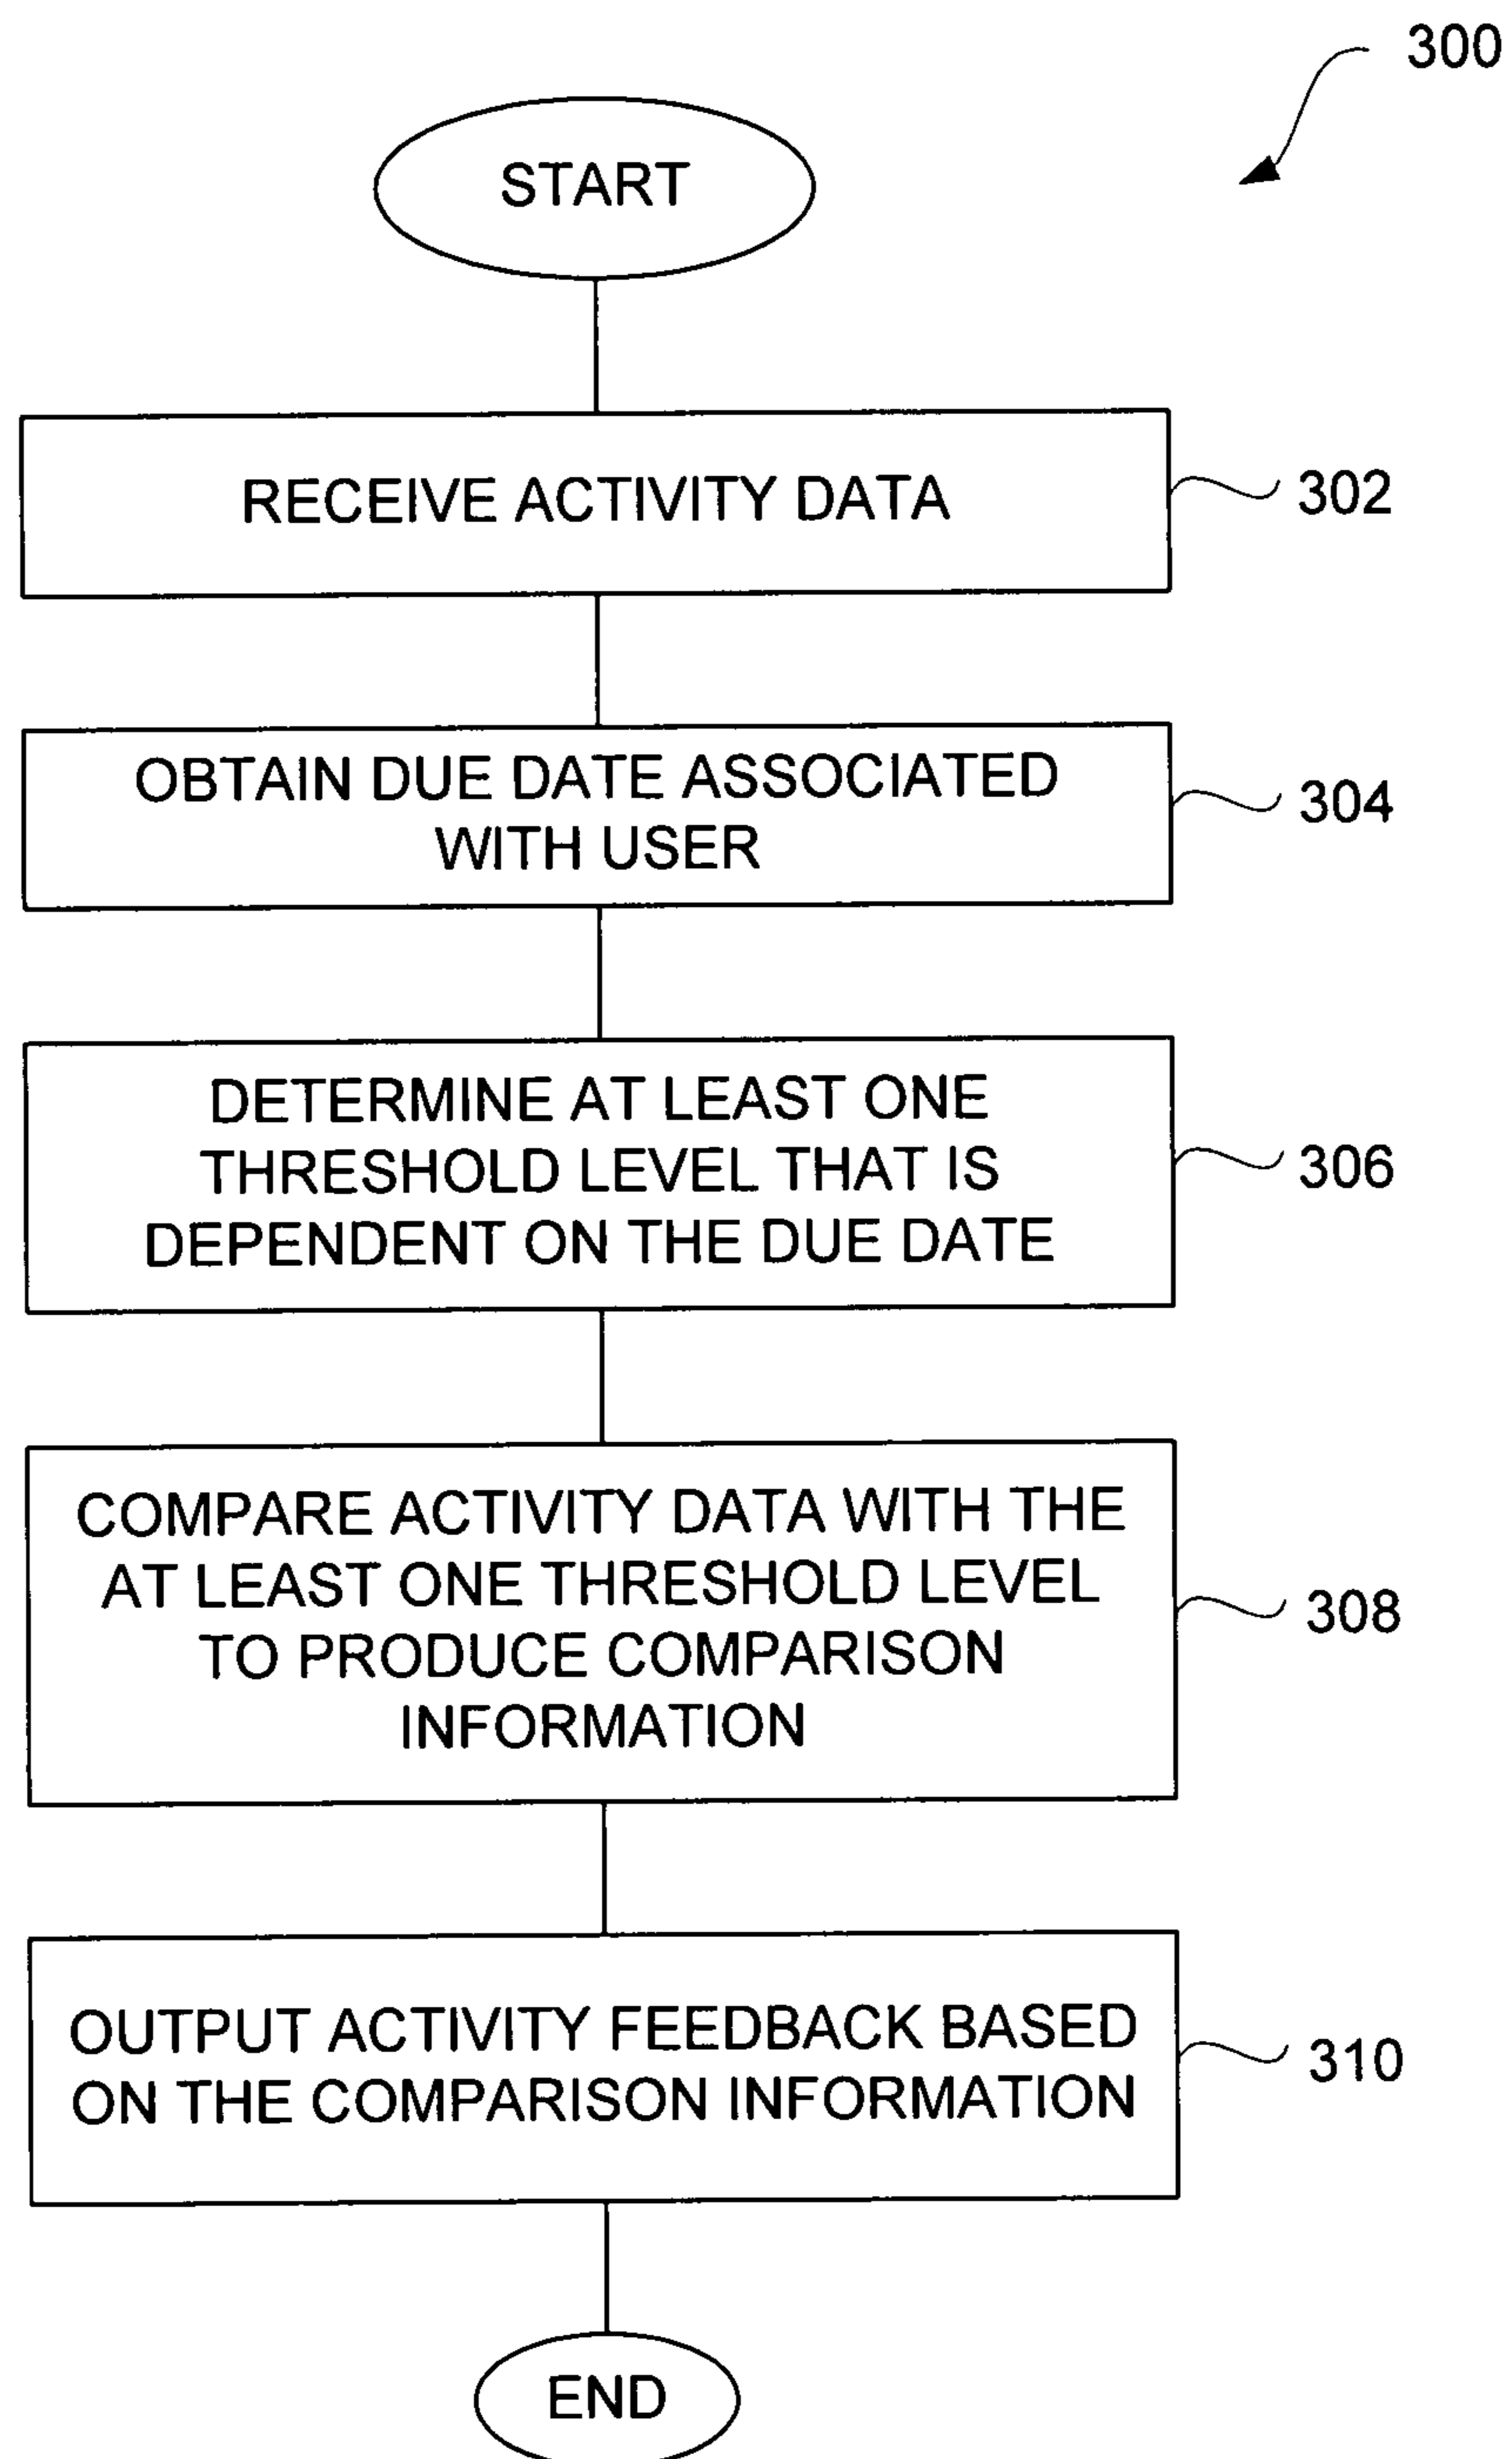 300
START
RECEIVE ACTIVITY DATA
302
OBTAIN DUE DATE ASSOCIATED
WITH USER
304
DETERMINE AT LEAST ONE
THRESHOLD LEVEL THAT IS
DEPENDENT ON THE DUE DATE
306
COMPARE ACTIVITY DATA WITH THE
AT LEAST ONE THRESHOLD LEVEL
TO PRODUCE COMPARISON
INFORMATION
308
OUTPUT ACTIVITY FEEDBACK BASED
ON THE COMPARISON INFORMATION
310
END